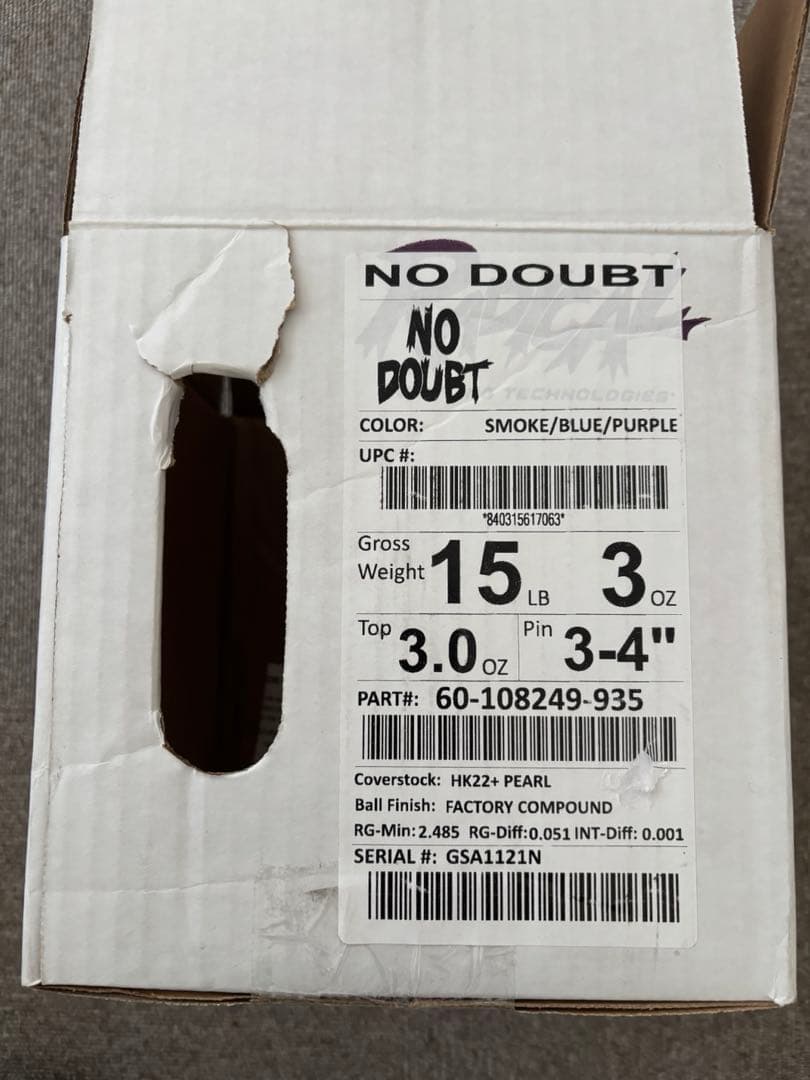 NO DOUBT
RADICAL
NO
DOUBT
TECHNOLOGIES
COLOR: SMOKE/BLUE/PURPLE
UPC #:
*840315617063*
Gross
Weight 15 LB 3 OZ
Top 3.0 OZ Pin 3-4"
PART#: 60-108249-935
Coverstock: HK22+ PEARL
Ball Finish: FACTORY COMPOUND
RG-Min: 2.485 RG-Diff:0.051 INT-Diff: 0.001
SERIAL #: GSA1121N